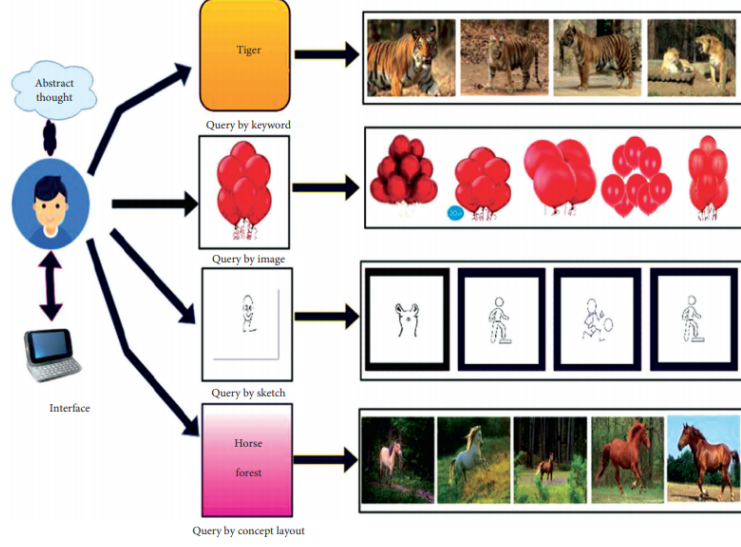 Abstract
thought
Interface
Tiger
Query by keyword
Query by image
Query by sketch
Horse
forest
Query by concept layout